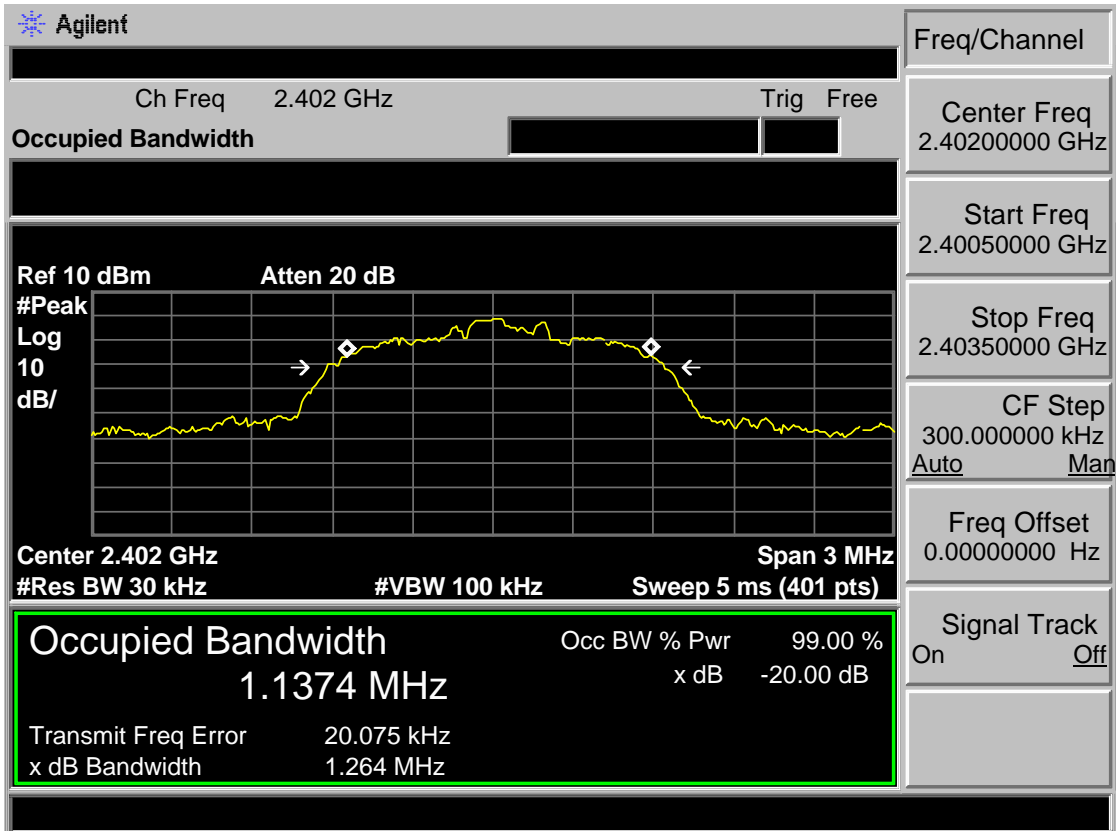 Agilent
Freq/Channel
Ch Freq 2.402 GHz Trig Free
Occupied Bandwidth
Center Freq
2.40200000 GHz
Start Freq
2.40050000 GHz
Stop Freq
2.40350000 GHz
CF Step
300.000000 kHz
Auto Man
Freq Offset
0.00000000 Hz
Signal Track
On Off
Ref 10 dBm Atten 20 dB
#Peak
Log
10
dB/
Center 2.402 GHz Span 3 MHz
#Res BW 30 kHz #VBW 100 kHz Sweep 5 ms (401 pts)
Occupied Bandwidth
1.1374 MHz
Occ BW % Pwr 99.00 %
x dB -20.00 dB
Transmit Freq Error 20.075 kHz
x dB Bandwidth 1.264 MHz